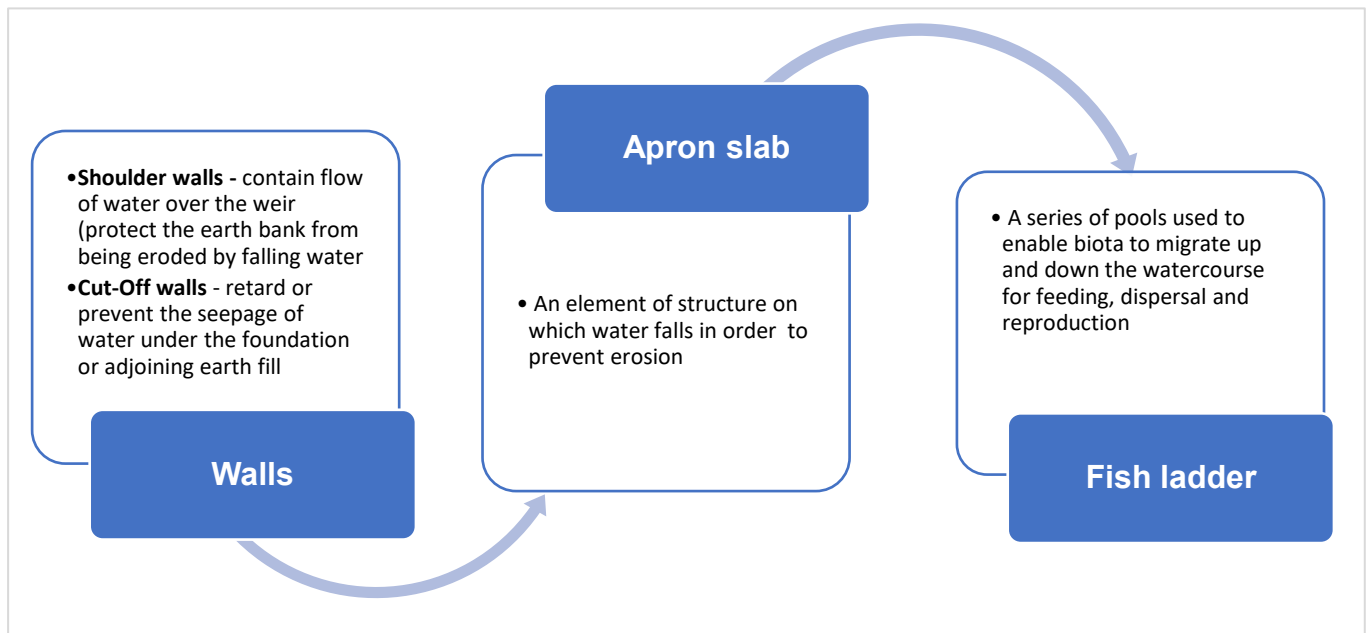 •Shoulder walls - contain flow
of water over the weir
(protect the earth bank from
being eroded by falling water
•Cut-Off walls - retard or
prevent the seepage of
water under the foundation
or adjoining earth fill
Walls
Apron slab
• An element of structure on
which water falls in order to
prevent erosion
• A series of pools used to
enable biota to migrate up
and down the watercourse
for feeding, dispersal and
reproduction
Fish ladder